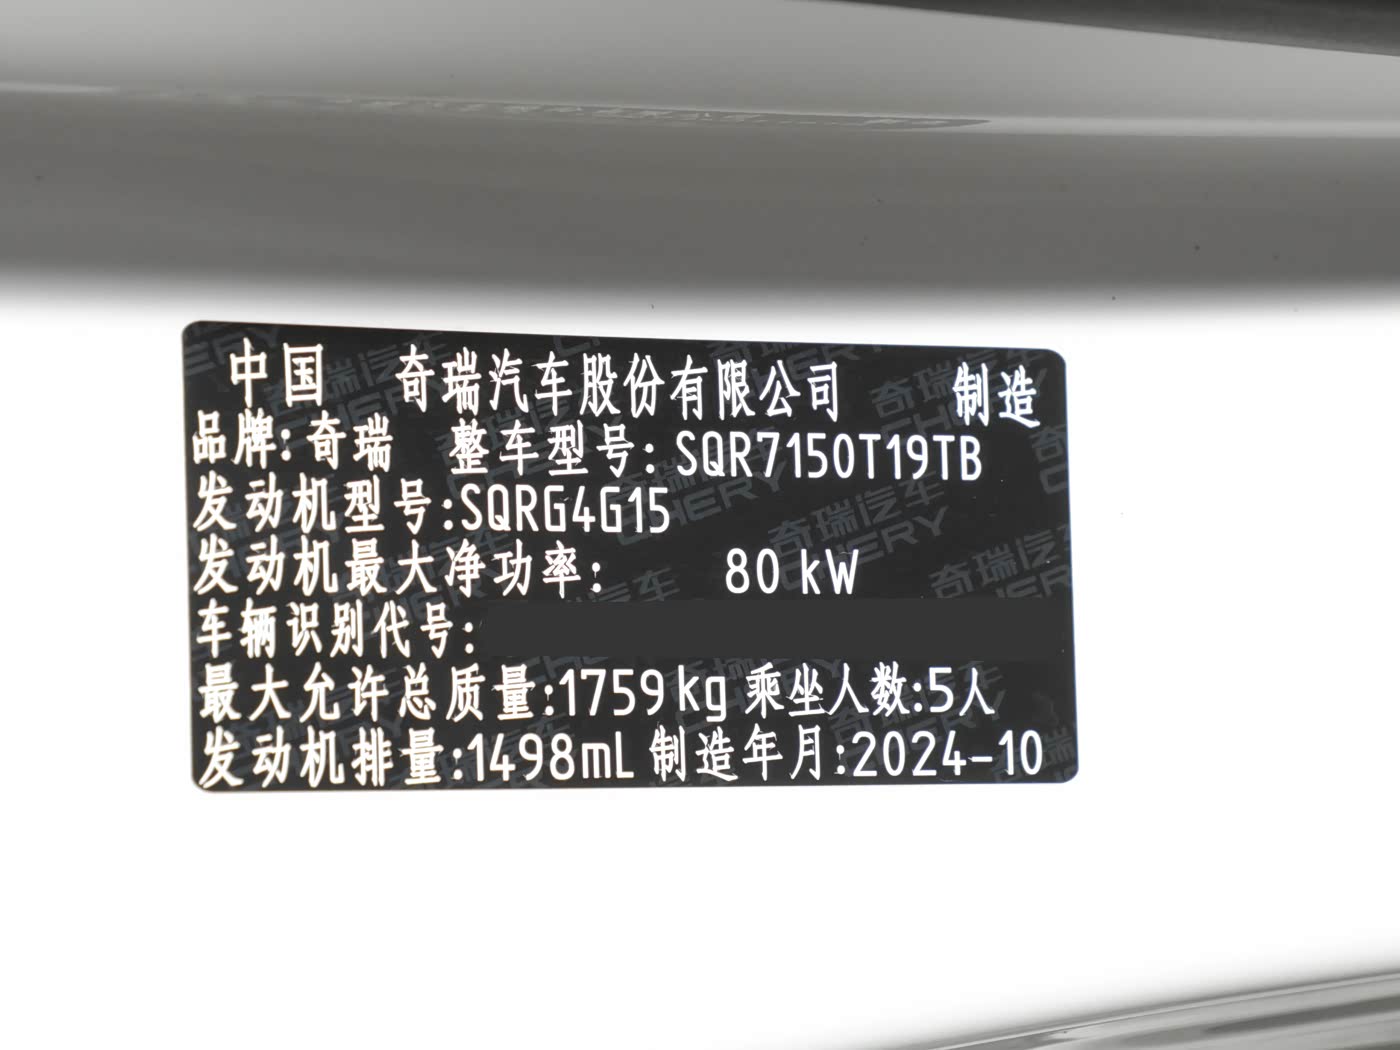 中国 奇瑞汽车股份有限公司 制造
品牌:奇瑞 整车型号:SQR7150T19TB
发动机型号:SQRG4G15
发动机最大净功率: 80 kW
车辆识别代号:
最大允许总质量:1759kg 乘坐人数:5人
发动机排量:1498mL 制造年月:2024-10